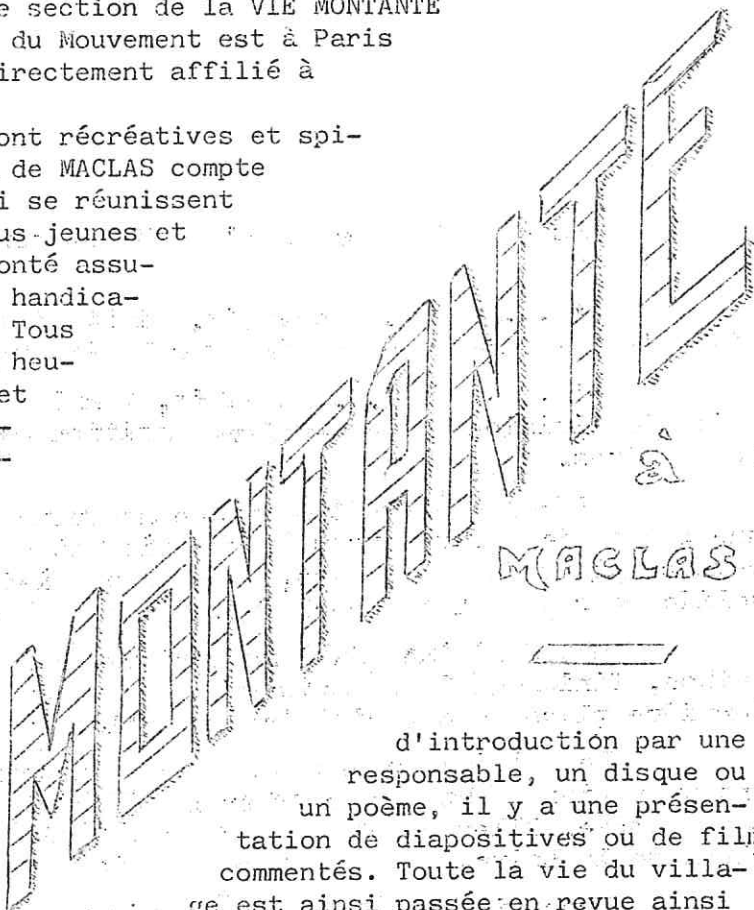 e section de la VIE MONTANTE
du Mouvement est à Paris
irectement affilié à
ont récréatives et spi-
de MACLAS compte
i se réunissent
us jeunes et
onté assu-
handica-
Tous
heu-
et
MONTANTE
à
MACLAS
d'introduction par une
responsable, un disque ou
un poème, il y a une présen-
tation de diapositives ou de film
commentés. Toute la vie du villa-
ge est ainsi passée en revue ainsi